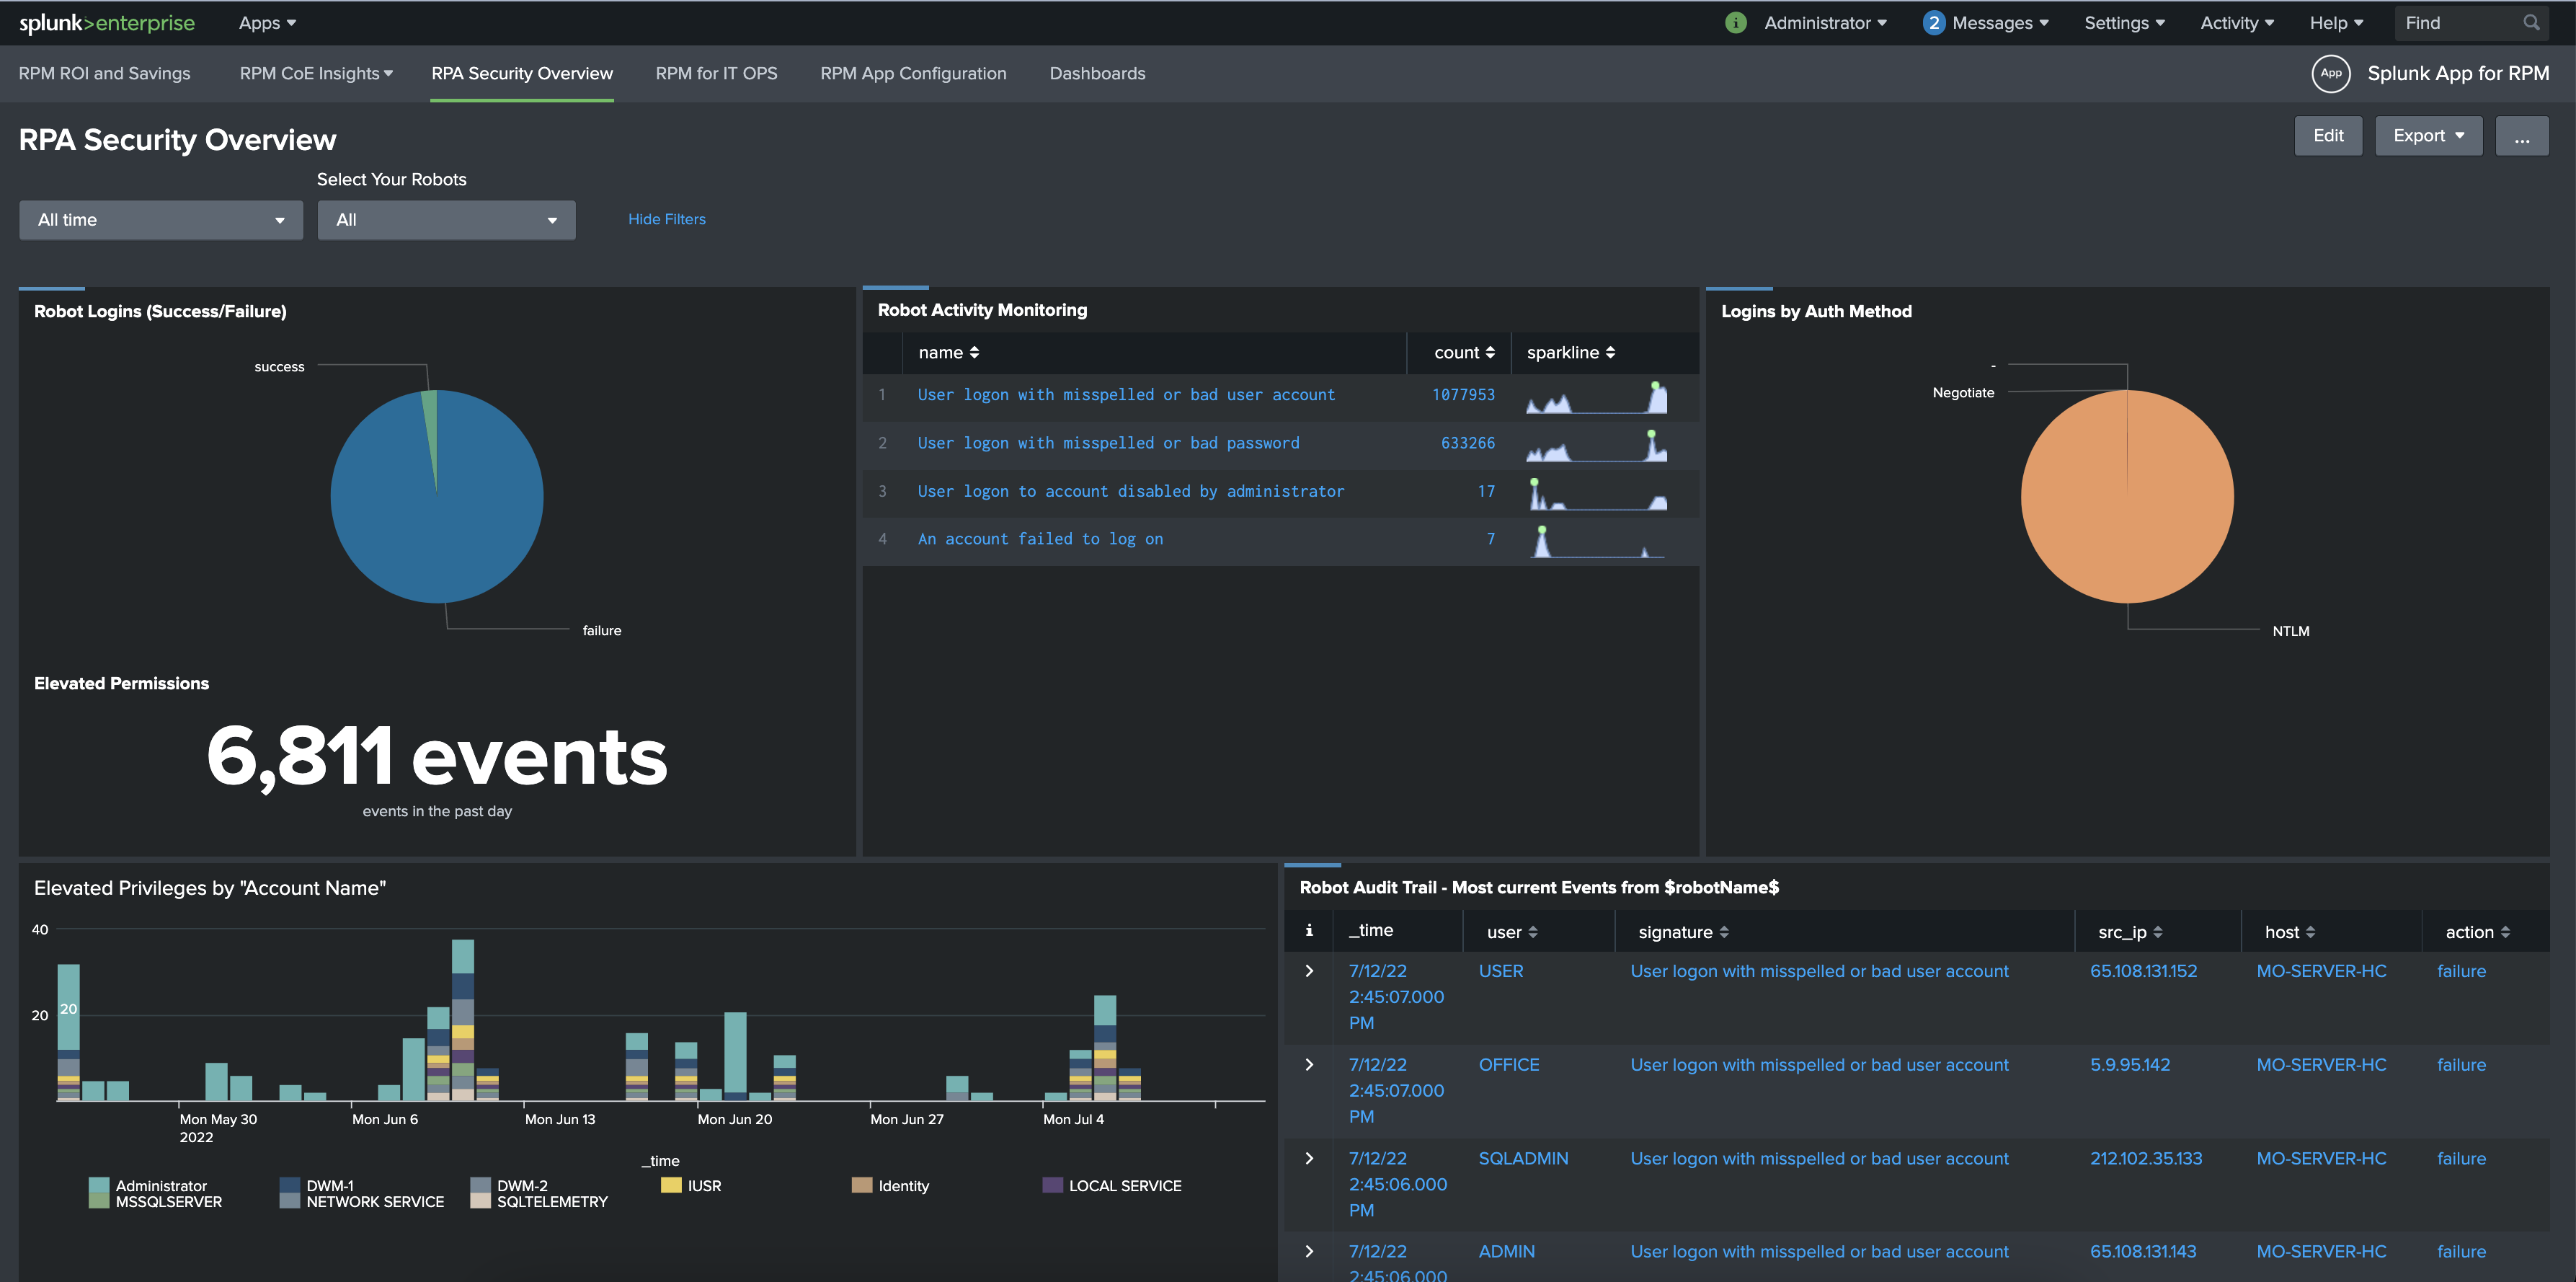 splunk>enterprise Apps i Administrator 2 Messages Settings Activity Help Find
RPM ROI and Savings RPM CoE Insights RPA Security Overview RPM for IT OPS RPM App Configuration Dashboards App Splunk App for RPM
RPA Security Overview Edit Export ...
Select Your Robots
All time All Hide Filters
Robot Logins (Success/Failure)
success
failure
Elevated Permissions
6,811 events
events in the past day
Robot Activity Monitoring
name count sparkline
1 User logon with misspelled or bad user account 1077953
2 User logon with misspelled or bad password 633266
3 User logon to account disabled by administrator 17
4 An account failed to log on 7
Logins by Auth Method
-
Negotiate
NTLM
Elevated Privileges by "Account Name"
40
20
20
Mon May 30 Mon Jun 6 Mon Jun 13 Mon Jun 20 Mon Jun 27 Mon Jul 4
2022
_time
Administrator DWM-1 DWM-2 IUSR Identity LOCAL SERVICE
MSSQLSERVER NETWORK SERVICE SQLTELEMETRY
Robot Audit Trail - Most current Events from $robotName$
i _time user signature src_ip host action
7/12/22 USER User logon with misspelled or bad user account 65.108.131.152 MO-SERVER-HC failure
2:45:07.000
PM
7/12/22 OFFICE User logon with misspelled or bad user account 5.9.95.142 MO-SERVER-HC failure
2:45:07.000
PM
7/12/22 SQLADMIN User logon with misspelled or bad user account 212.102.35.133 MO-SERVER-HC failure
2:45:06.000
PM
7/12/22 ADMIN User logon with misspelled or bad user account 65.108.131.143 MO-SERVER-HC failure
2:45:06.000